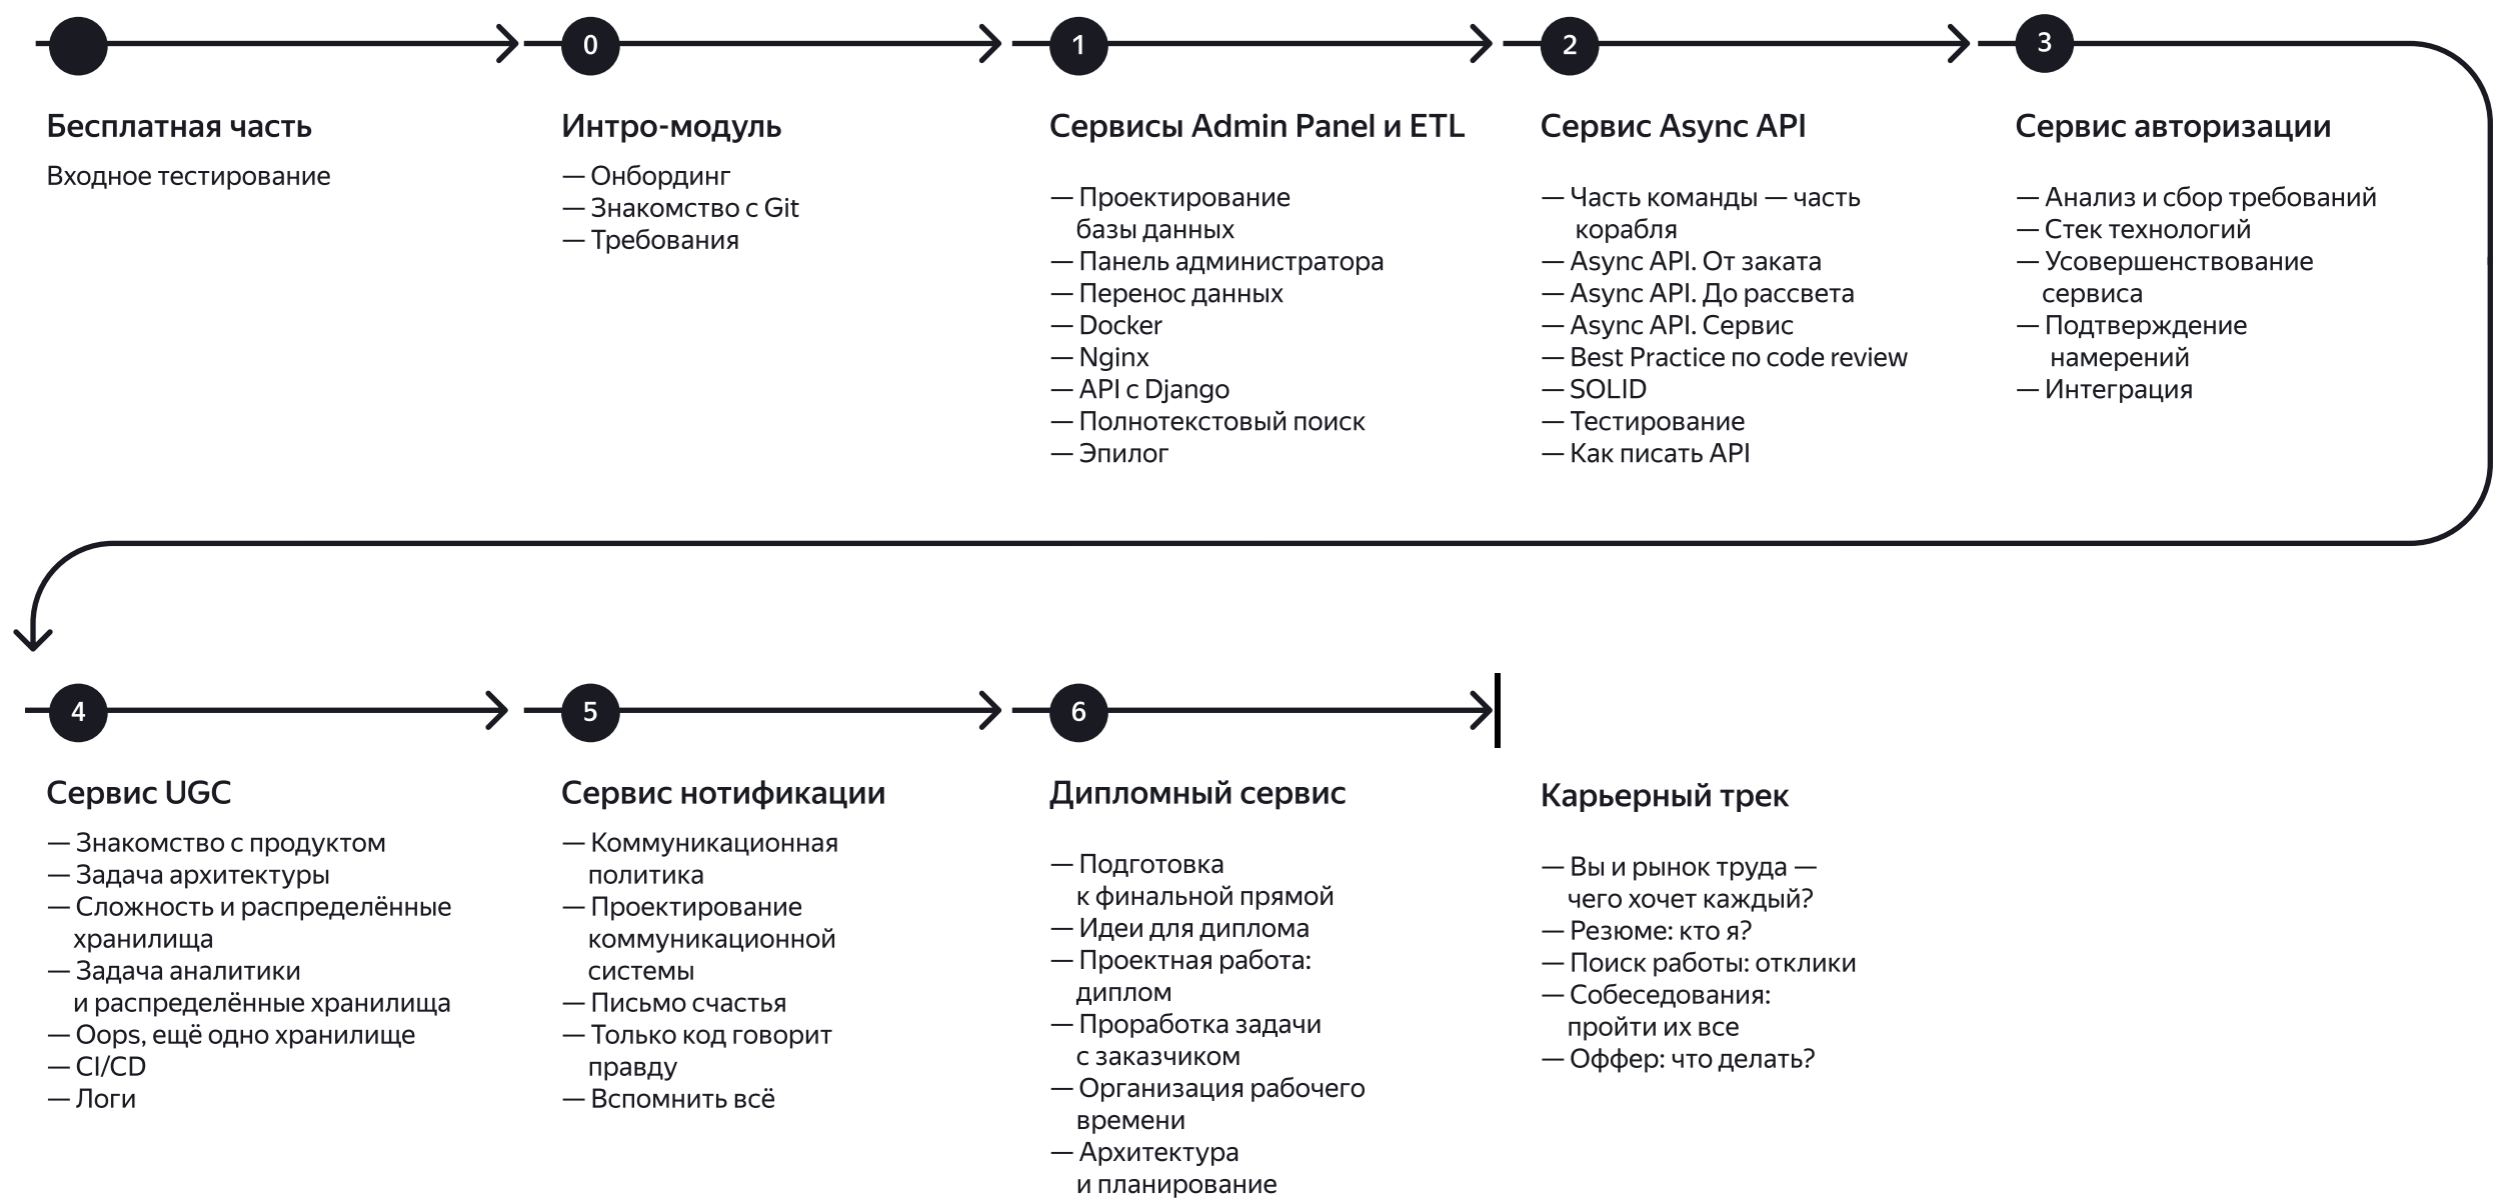 0
1
2
3
Бесплатная часть
Входное тестирование
Интро-модуль
— Онбординг
— Знакомство с Git
— Требования
Сервисы Admin Panel и ETL
— Проектирование
базы данных
— Панель администратора
— Перенос данных
— Docker
— Nginx
— API с Django
— Полнотекстовый поиск
— Эпилог
Сервис Async API
— Часть команды — часть
корабля
— Async API. От заката
— Async API. До рассвета
— Async API. Сервис
— Best Practice по code review
— SOLID
— Тестирование
— Как писать API
Сервис авторизации
— Анализ и сбор требований
— Стек технологий
— Усовершенствование
сервиса
— Подтверждение
намерений
— Интеграция
4
5
6
Сервис UGC
— Знакомство с продуктом
— Задача архитектуры
— Сложность и распределённые
хранилища
— Задача аналитики
и распределённые хранилища
— Oops, ещё одно хранилище
— CI/CD
— Логи
Сервис нотификации
— Коммуникационная
политика
— Проектирование
коммуникационной
системы
— Письмо счастья
— Только код говорит
правду
— Вспомнить всё
Дипломный сервис
— Подготовка
к финальной прямой
— Идеи для диплома
— Проектная работа:
диплом
— Проработка задачи
с заказчиком
— Организация рабочего
времени
— Архитектура
и планирование
Карьерный трек
— Вы и рынок труда —
чего хочет каждый?
— Резюме: кто я?
— Поиск работы: отклики
— Собеседования:
пройти их все
— Оффер: что делать?